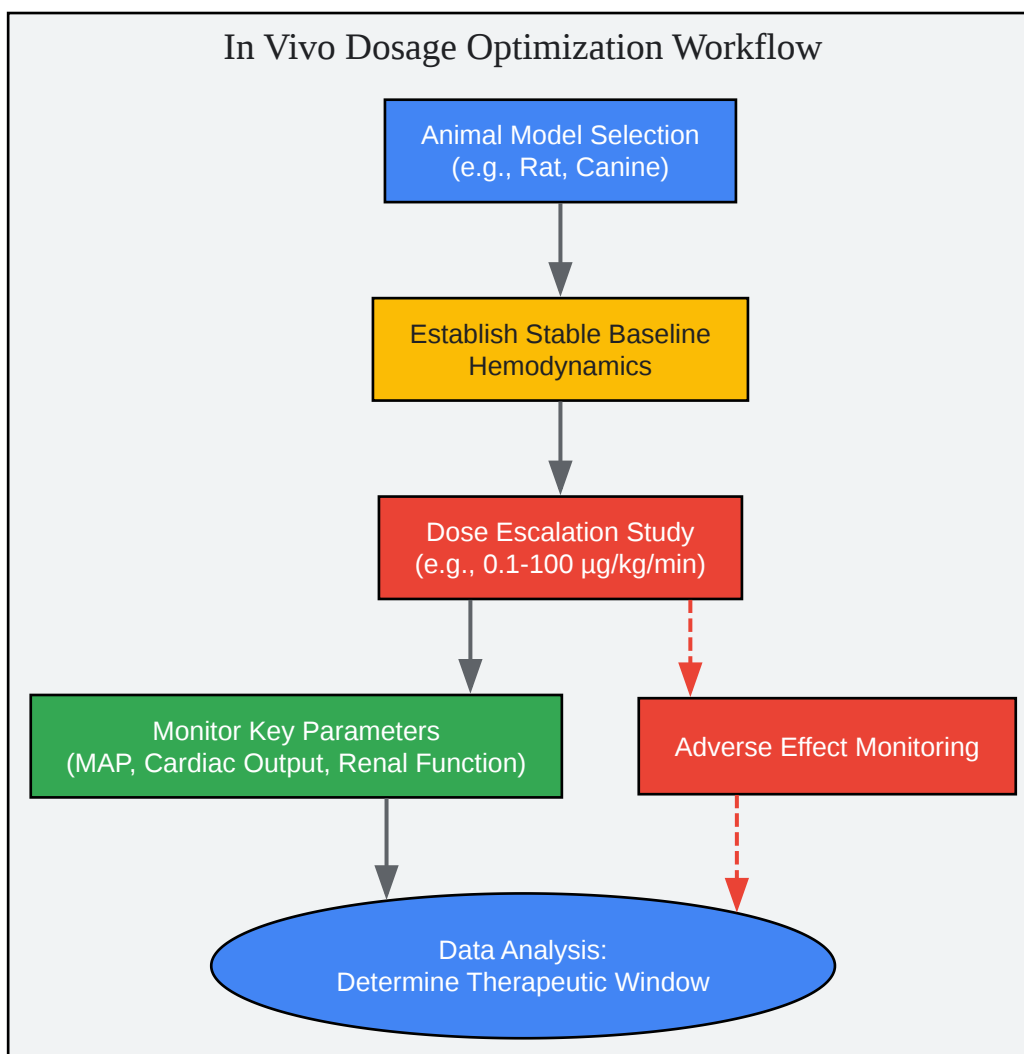 In Vivo Dosage Optimization Workflow
Animal Model Selection
(e.g., Rat, Canine)
Establish Stable Baseline
Hemodynamics
Dose Escalation Study
(e.g., 0.1-100 µg/kg/min)
Monitor Key Parameters
(MAP, Cardiac Output, Renal Function)
Adverse Effect Monitoring
Data Analysis:
Determine Therapeutic Window